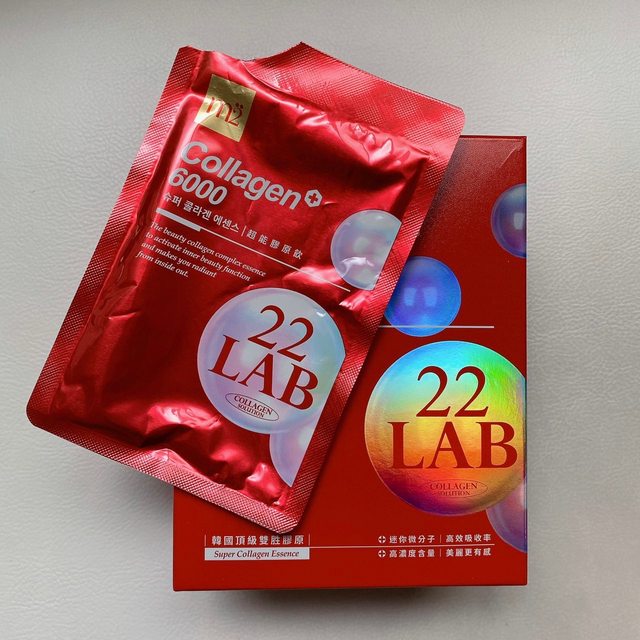 m2
Collagen+
6000
수퍼 콜라겐 에센스 | 超能膠原飲
The beauty collagen complex essence
to activate inner beauty function
and makes you radiant
from inside out.
22
LAB
COLLAGEN
SOLUTION
22
LAB
COLLAGEN
SOLUTION
韓國頂級雙胜膠原
Super Collagen Essence
迷你微分子 | 高效吸收率
高濃度含量 | 美麗更有感